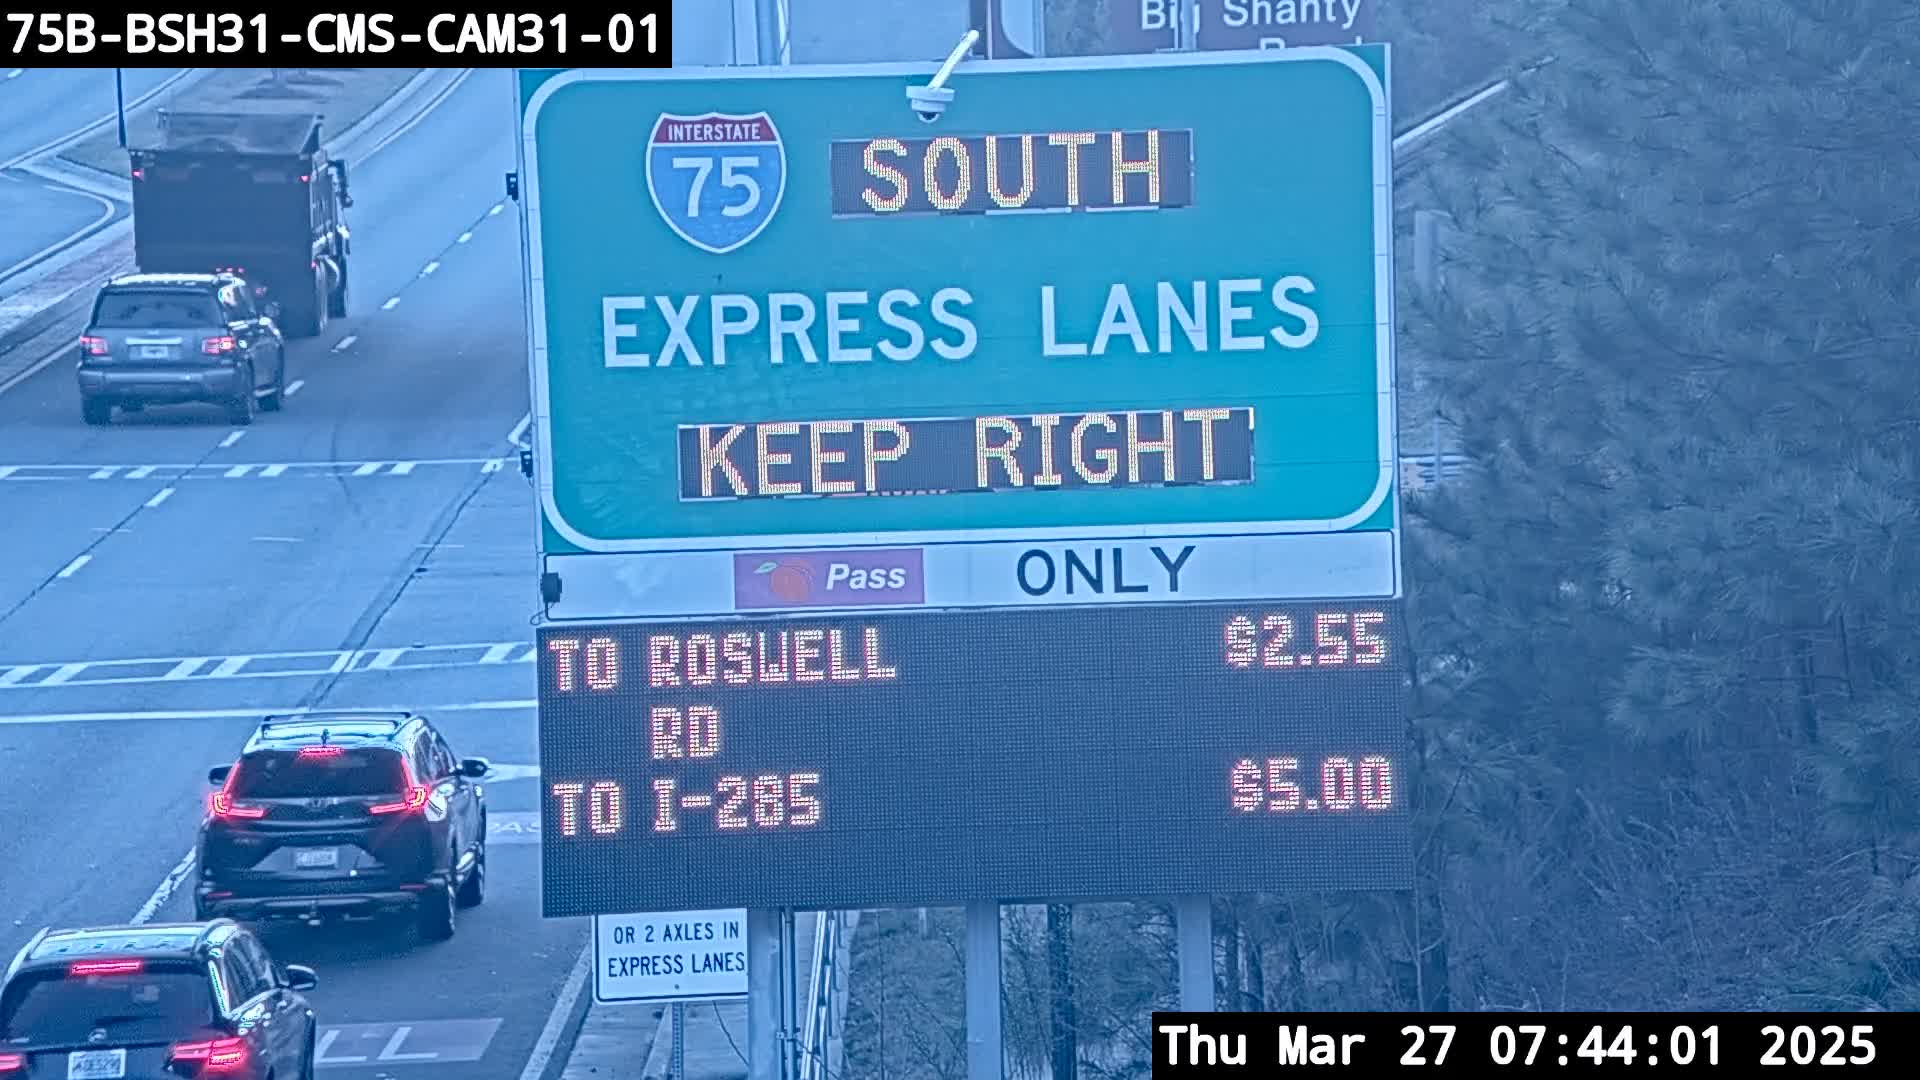 75B-BSH31-CMS-CAM31-01
Big Shanty
INTERSTATE
75
SOUTH
EXPRESS LANES
KEEP RIGHT
Pass
ONLY
TO ROSWELL $2.55
RD
TO I-285 $5.00
OR 2 AXLES IN
EXPRESS LANES
Thu Mar 27 07:44:01 2025